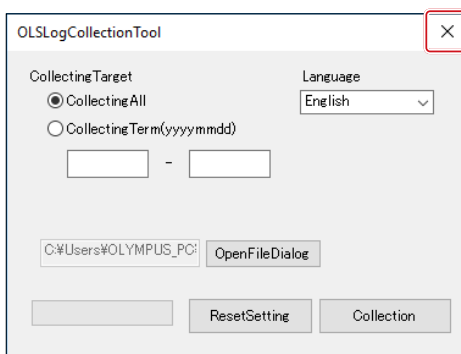 OLSLogCollectionTool
CollectingTarget
Language
CollectingAll
English
CollectingTerm(yyyymmdd)
-
C:¥Users¥OLYMPUS_PC
OpenFileDialog
ResetSetting
Collection